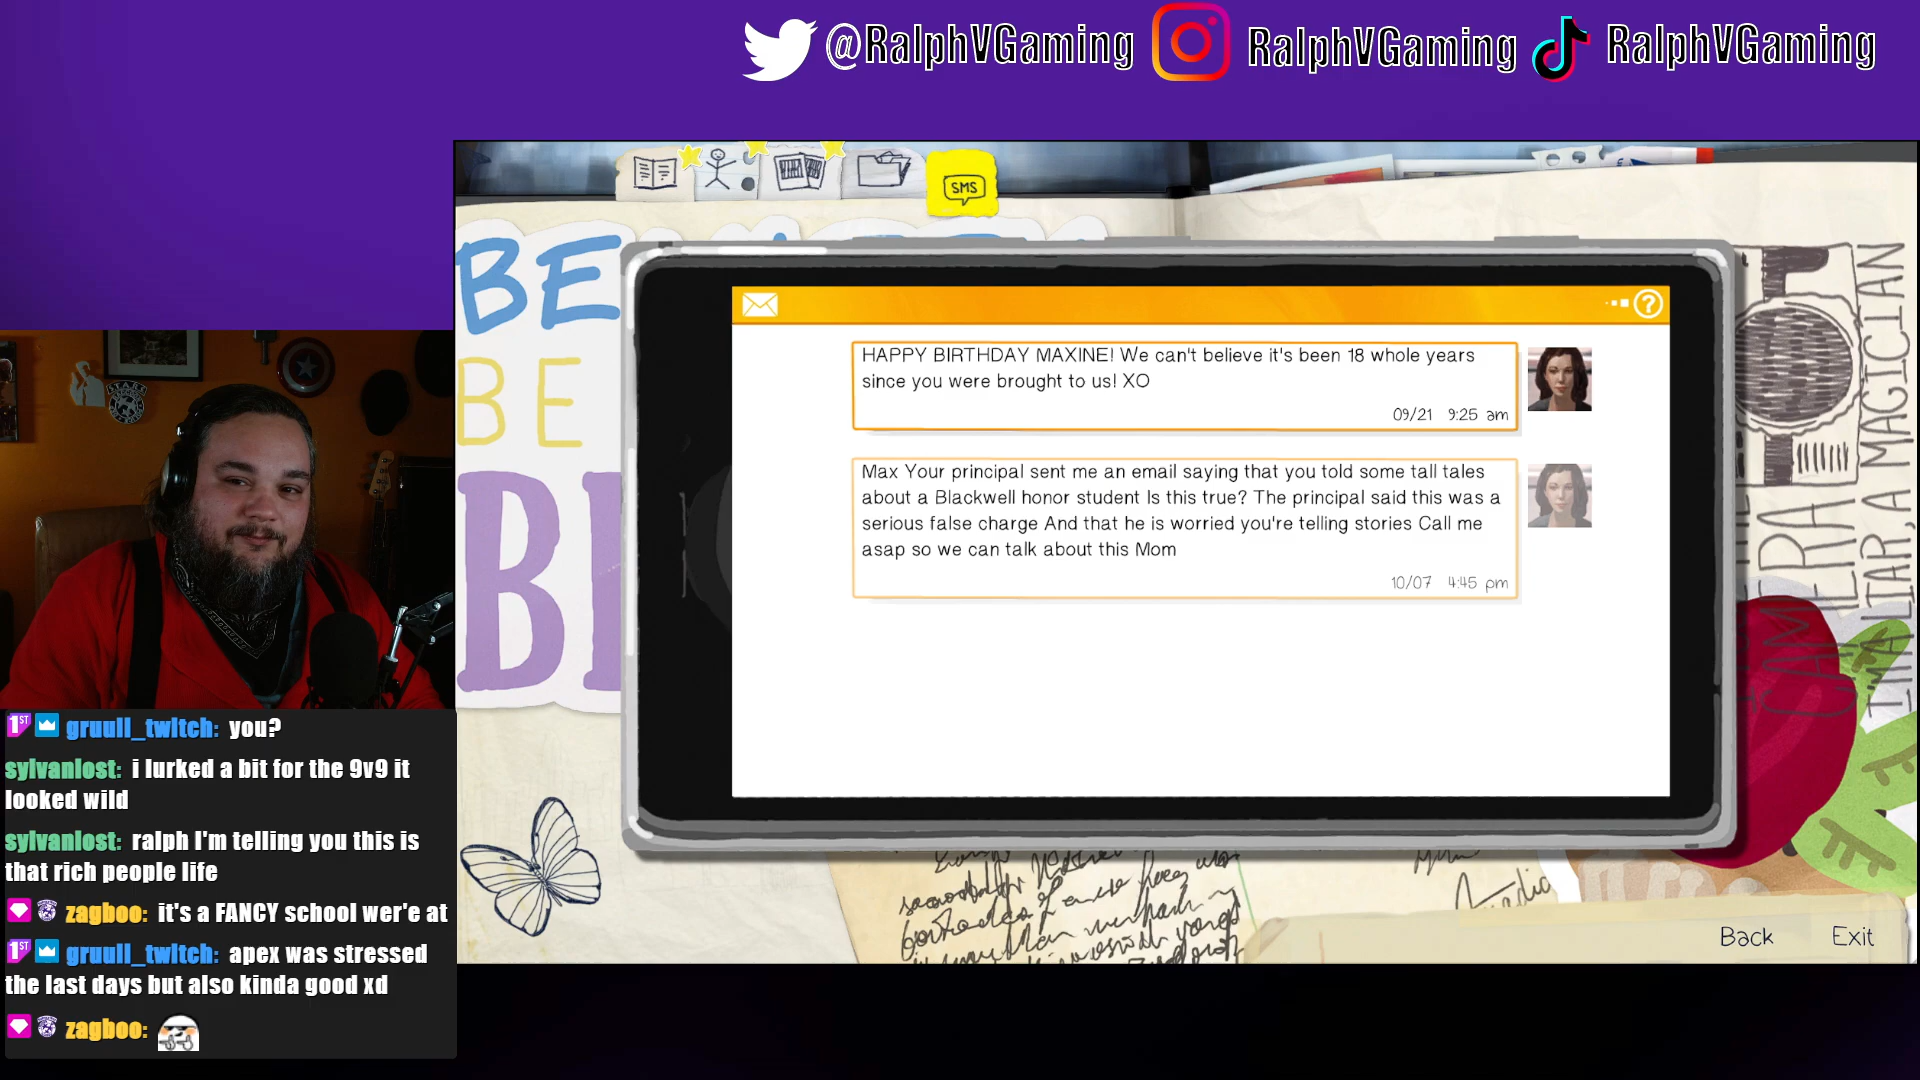 @RalphVGaming RalphVGaming RalphVGaming
SMS
BE
BE
HAPPY BIRTHDAY MAXINE! We can't believe it's been 18 whole years
since you were brought to us! XO
09/21 9:25 am
Max Your principal sent me an email saying that you told some tall tales
about a Blackwell honor student Is this true? The principal said this was a
serious false charge And that he is worried you're telling stories Call me
asap so we can talk about this Mom
10/07 4:45 pm
Back Exit
1ST gruull_twitch: you?
sylvanlost: i lurked a bit for the 9v9 it
looked wild
sylvanlost: ralph I'm telling you this is
that rich people life
zagboo: it's a FANCY school wer'e at
1ST gruull_twitch: apex was stressed
the last days but also kinda good xd
zagboo: